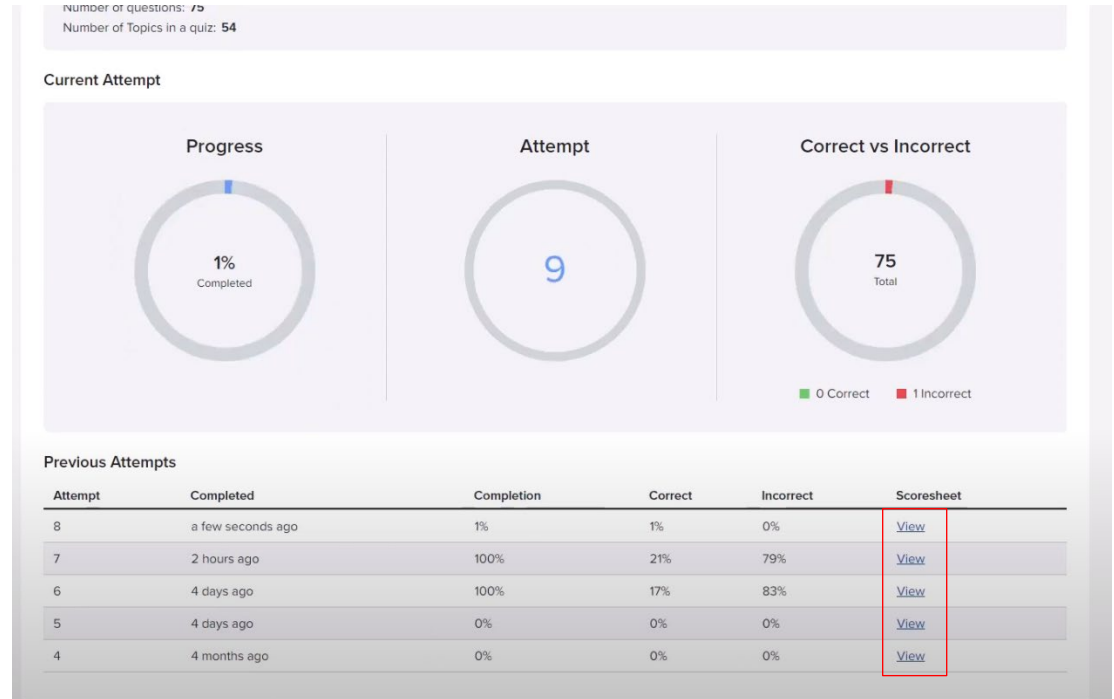 Number of questions: 75
Number of Topics in a quiz: 54
Current Attempt
Progress
Attempt
Correct vs Incorrect
1%
Completed
9
75
Total
0 Correct 1 Incorrect
Previous Attempts
Attempt Completed Completion Correct Incorrect Scoresheet
8 a few seconds ago 1% 1% 0% View
7 2 hours ago 100% 21% 79% View
6 4 days ago 100% 17% 83% View
5 4 days ago 0% 0% 0% View
4 4 months ago 0% 0% 0% View